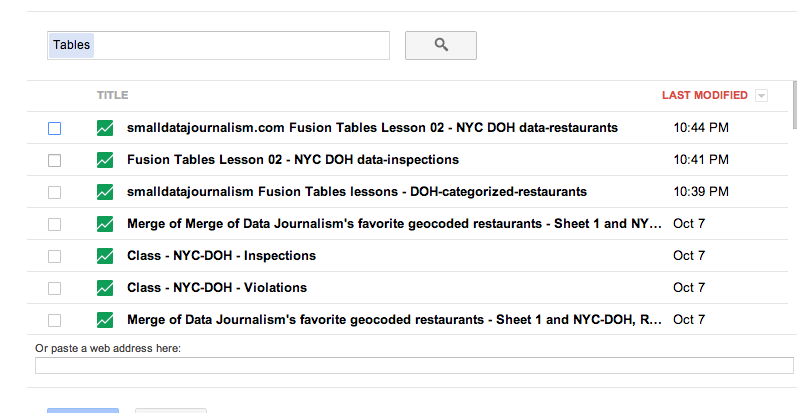 Tables
TITLE LAST MODIFIED
smalldatajournalism.com Fusion Tables Lesson 02 - NYC DOH data-restaurants 10:44 PM
Fusion Tables Lesson 02 - NYC DOH data-inspections 10:41 PM
smalldatajournalism Fusion Tables lessons - DOH-categorized-restaurants 10:39 PM
Merge of Merge of Data Journalism's favorite geocoded restaurants - Sheet 1 and NY... Oct 7
Class - NYC-DOH - Inspections Oct 7
Class - NYC-DOH - Violations Oct 7
Merge of Data Journalism's favorite geocoded restaurants - Sheet 1 and NYC-DOH, R... Oct 7
Or paste a web address here: